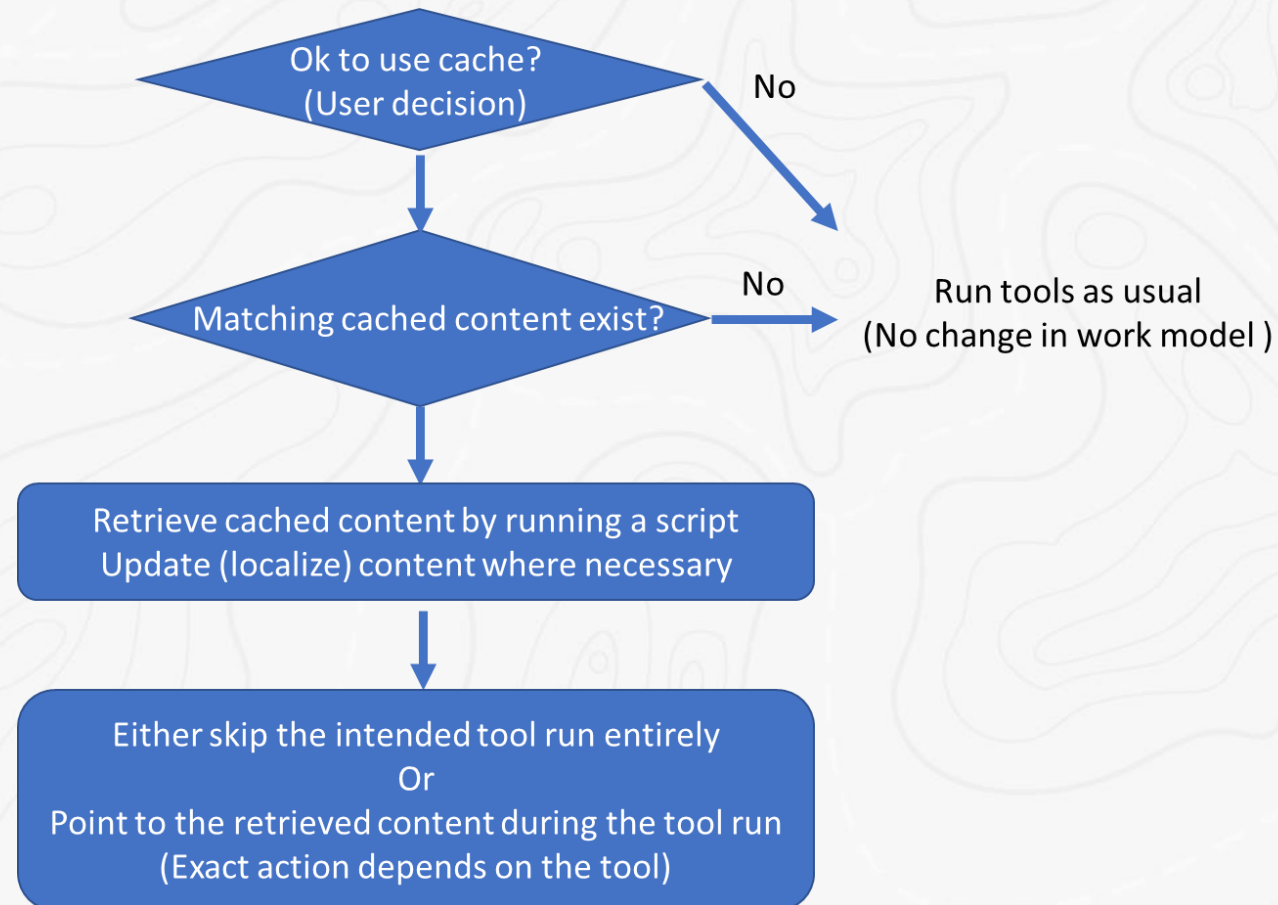 Ok to use cache?
(User decision)
No
Matching cached content exist?
No
Run tools as usual
(No change in work model )
Retrieve cached content by running a script
Update (localize) content where necessary
Either skip the intended tool run entirely
Or
Point to the retrieved content during the tool run
(Exact action depends on the tool)